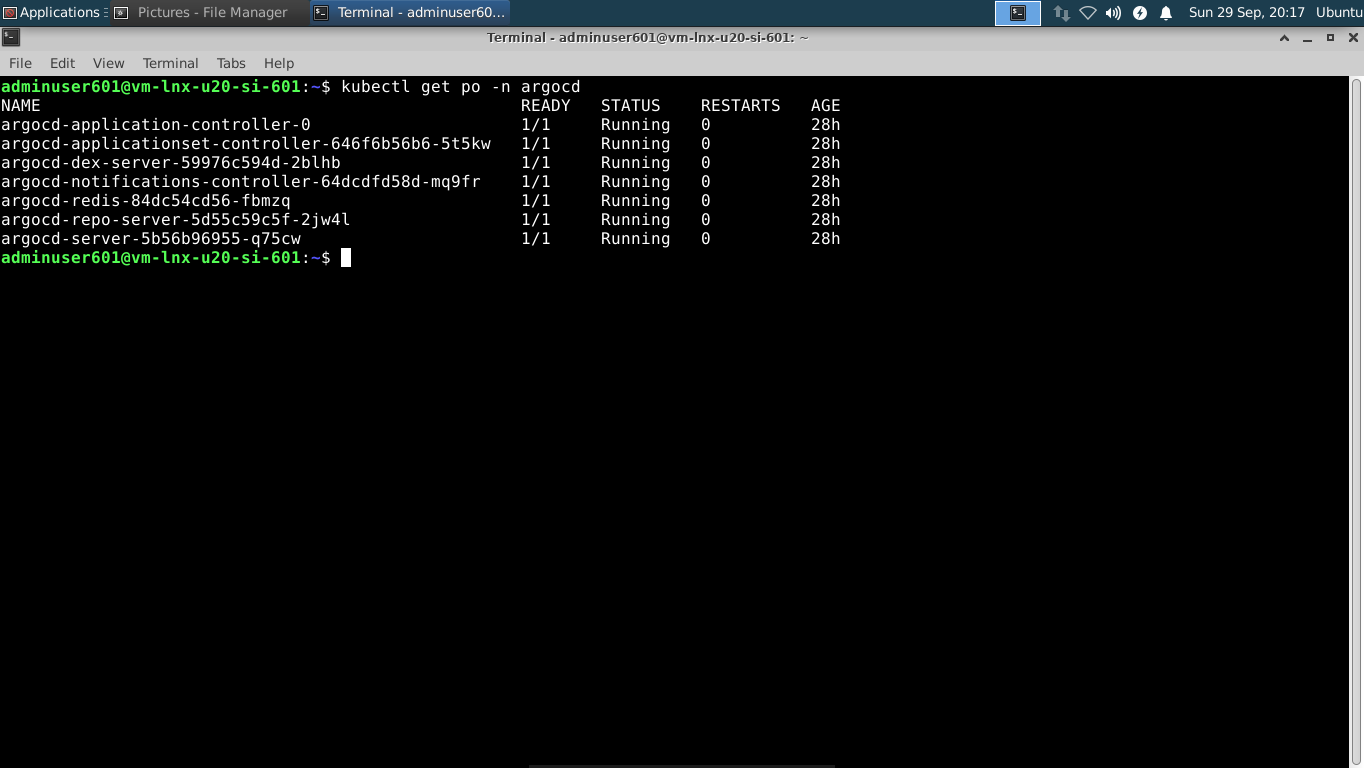 Applications Pictures - File Manager Terminal - adminuser60... Sun 29 Sep, 20:17 Ubuntu
Terminal - adminuser601@vm-lnx-u20-si-601: ~
File Edit View Terminal Tabs Help
adminuser601@vm-lnx-u20-si-601:~$ kubectl get po -n argocd
NAME READY STATUS RESTARTS AGE
argocd-application-controller-0 1/1 Running 0 28h
argocd-applicationset-controller-646f6b56b6-5t5kw 1/1 Running 0 28h
argocd-dex-server-59976c594d-2blhb 1/1 Running 0 28h
argocd-notifications-controller-64dcdfd58d-mq9fr 1/1 Running 0 28h
argocd-redis-84dc54cd56-fbmzq 1/1 Running 0 28h
argocd-repo-server-5d55c59c5f-2jw4l 1/1 Running 0 28h
argocd-server-5b56b96955-q75cw 1/1 Running 0 28h
adminuser601@vm-lnx-u20-si-601:~$